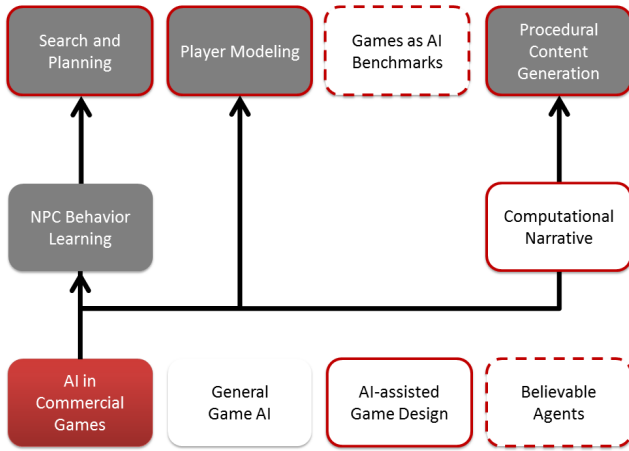 Search and
Planning
Player Modeling
Games as AI
Benchmarks
Procedural
Content
Generation
NPC Behavior
Learning
Computational
Narrative
AI in
Commercial
Games
General
Game AI
AI-assisted
Game Design
Believable
Agents